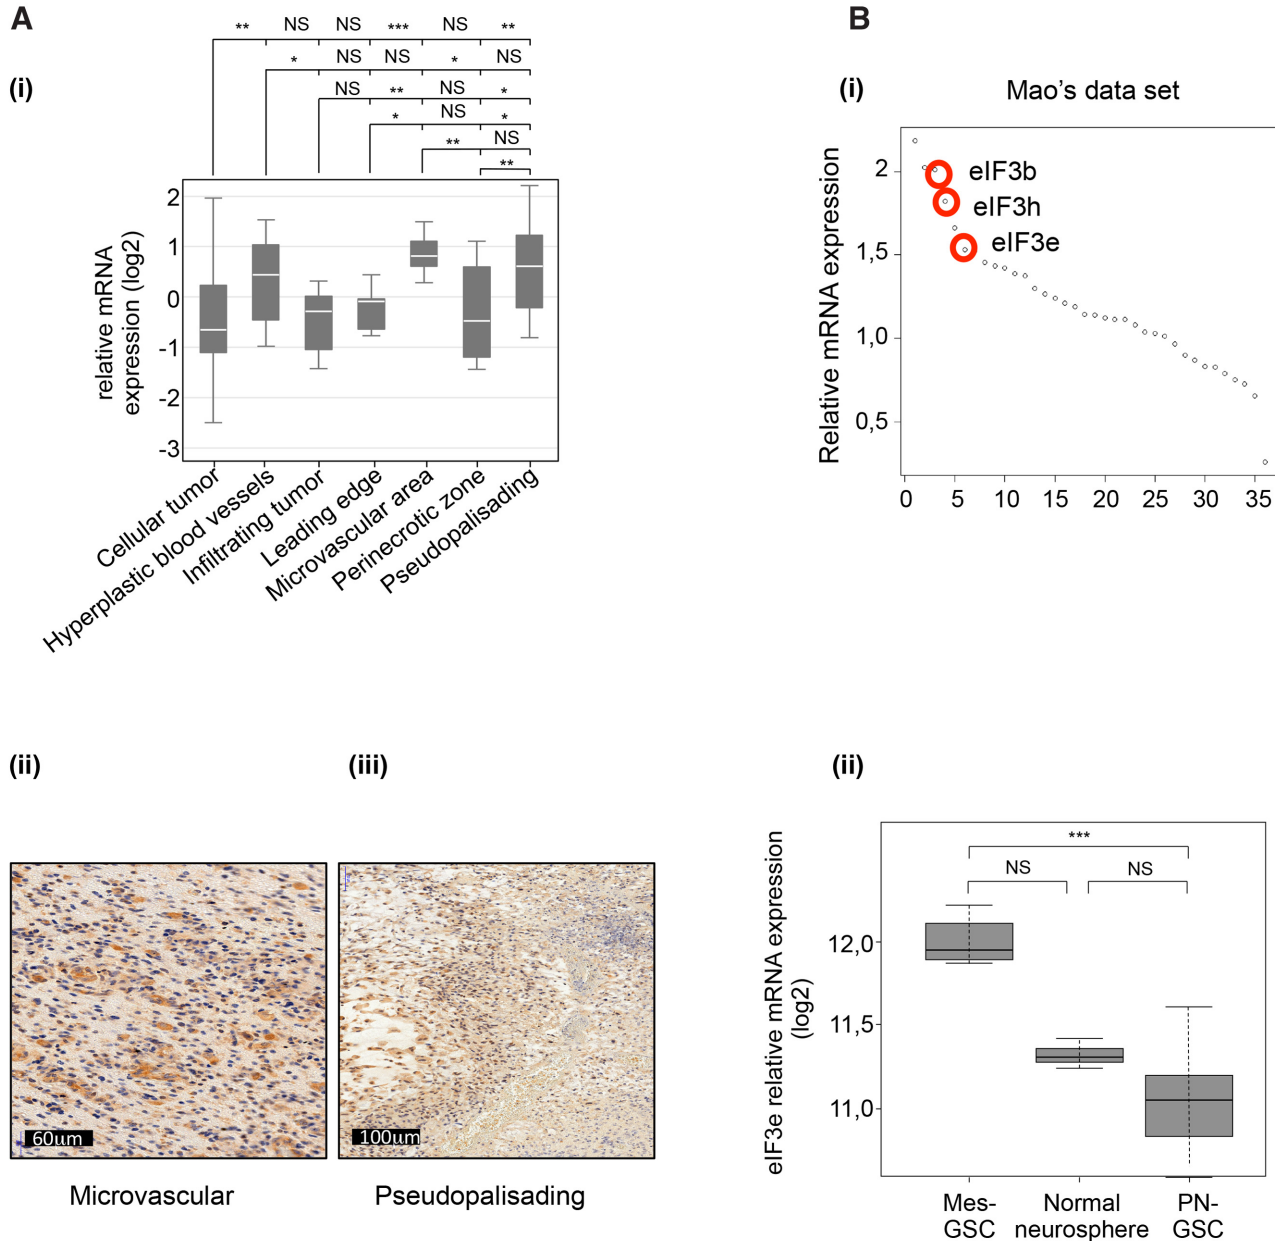 A
** NS NS *** NS **
* NS NS * NS
(i)
NS ** NS *
* NS *
** NS
**
relative mRNA
expression (log2)
2
1
0
-1
-2
-3
Cellular tumor
Hyperplastic blood vessels
Infiltrating tumor
Leading edge
Microvascular area
Perinecrotic zone
Pseudopalisading
B
(i)
Mao’s data set
Relative mRNA expression
2
1,5
1,0
0,5
eIF3b
eIF3h
eIF3e
0 5 10 15 20 25 30 35
(ii)
60µm
Microvascular
(iii)
100µm
Pseudopalisading
(ii)
eIF3e relative mRNA expression
(log2)
***
NS NS
12,0
11,5
11,0
Mes-
GSC
Normal
neurosphere
PN-
GSC